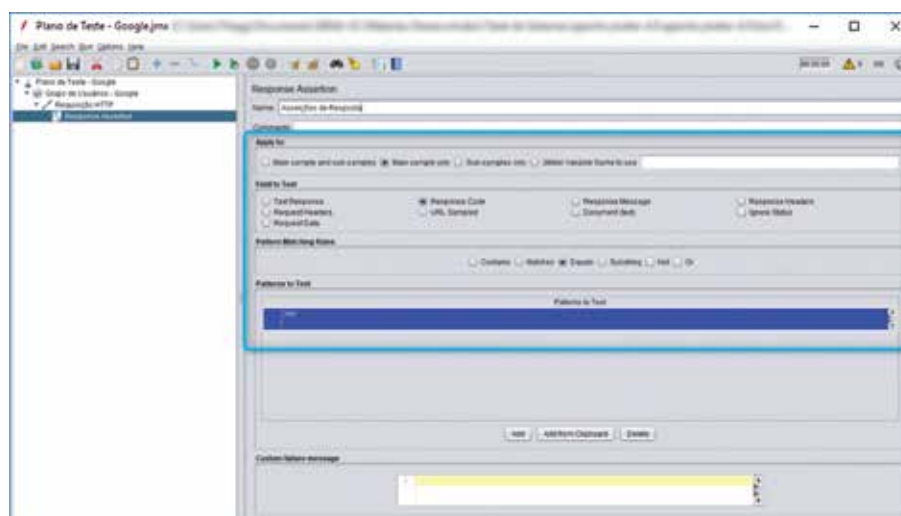 Plano de Teste - Google.jmx
File Edit Search Run Options Help
Plano de Teste - Google
Grupo de Usuários - Google
Requisição HTTP
Response Assertion
Response Assertion
Name: Asserções de Resposta
Comments:
Apply to:
Main sample and sub-samples Main sample only Sub-samples only JMeter Variable Name to use
Field to Test
Text Response Response Code Response Message Response Headers
Request Headers URL Sampled Document (text) Ignore Status
Request Data
Pattern Matching Rules
Contains Matches Equals Substring Not Or
Patterns to Test
Patterns to Test
Add Add from Clipboard Delete
Custom failure message